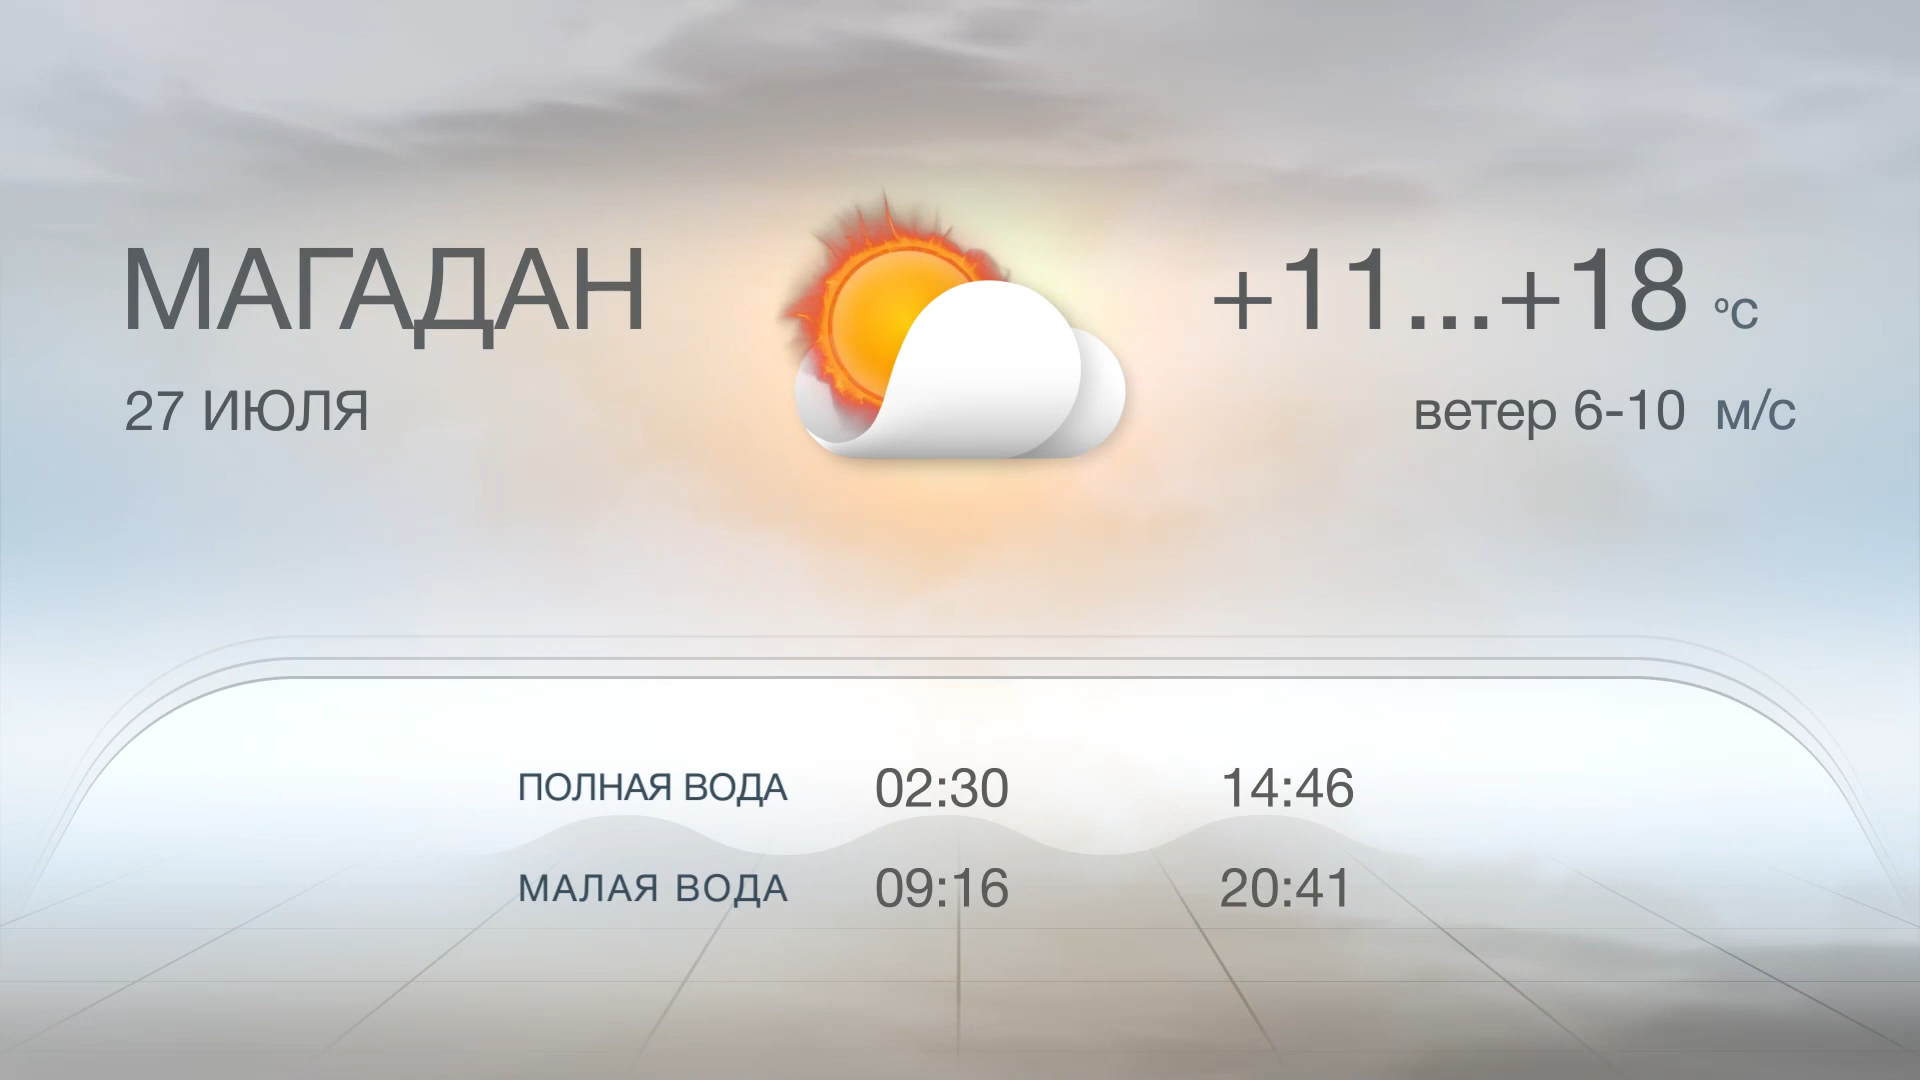 МАГАДАН
+11...+18 °С
27 ИЮЛЯ
ветер 6-10 м/с
ПОЛНАЯ ВОДА 02:30 14:46
МАЛАЯ ВОДА 09:16 20:41